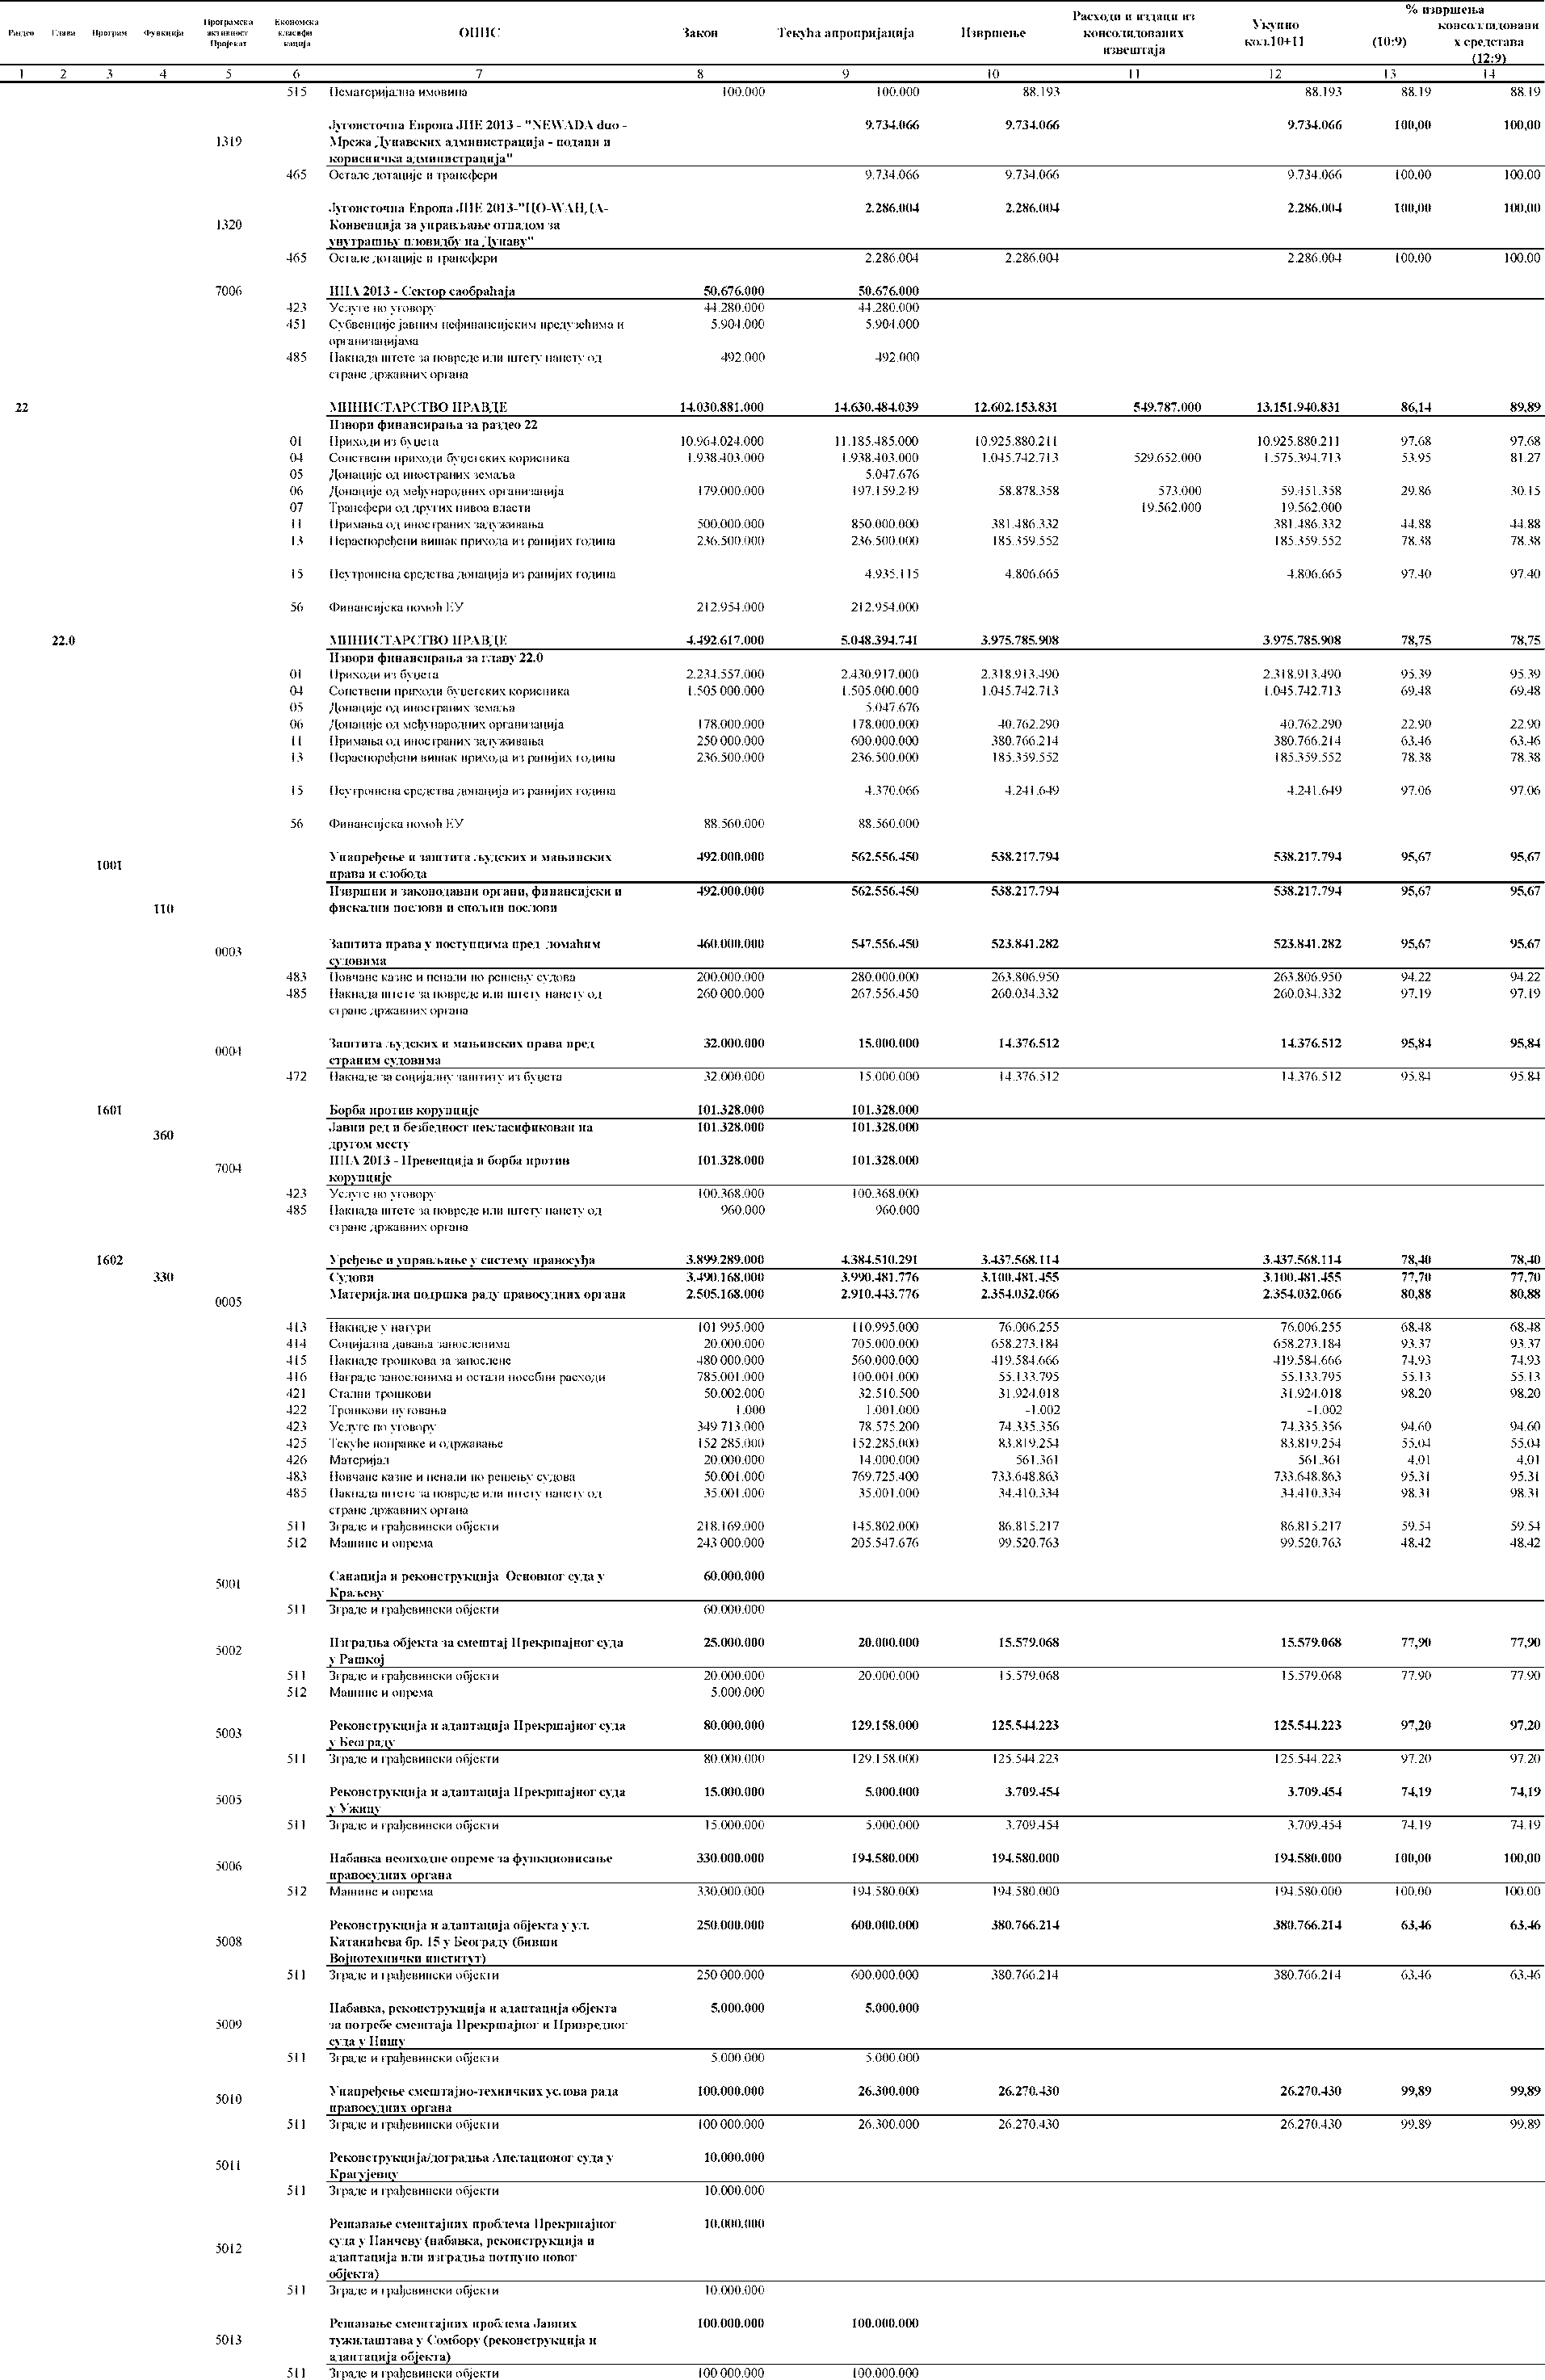 Раздео Глава Програм Функција Програмска активност Пројекат Економска класифи кација ОПИС Закон Текућа апропријација Извршење Расходи и издаци из консолидованих извештаја Укупно кол.10+11 % извршења (10:9) консолидовани х средстава (12:9)
1 2 3 4 5 6 7 8 9 10 11 12 13 14
515 Нематеријална имовина 100.000 100.000 88.193 88.193 88,19 88,19
1319 Југоисточна Европа ЈИЕ 2013 - "NEWADA duo - 9.734.066 9.734.066 9.734.066 100,00 100,00
Мрежа Дунавских администрација - подаци и
корисничка администрација"
465 Остале дотације и трансфери 9.734.066 9.734.066 9.734.066 100,00 100,00
1320 Југоисточна Европа ЈИЕ 2013-"ЦО-WАНДА- 2.286.004 2.286.004 2.286.004 100,00 100,00
Конвенција за управљање отпадом за
унутрашњу пловидбу на Дунаву"
465 Остале дотације и трансфери 2.286.004 2.286.004 2.286.004 100,00 100,00
7006 ИПА 2013 - Сектор саобраћаја 50.676.000 50.676.000
423 Услуге по уговору 44.280.000 44.280.000
451 Субвенције јавним нефинансијским предузећима и 5.904.000 5.904.000
организацијама
485 Накнада штете за повреде или штету нанету од 492.000 492.000
стране државних органа
22 МИНИСТАРСТВО ПРАВДЕ 14.030.881.000 14.630.484.039 12.602.153.831 549.787.000 13.151.940.831 86,14 89,89
Извори финансирања за раздео 22
01 Приходи из буџета 10.964.024.000 11.185.485.000 10.925.880.211 10.925.880.211 97,68 97,68
04 Сопствени приходи буџетских корисника 1.938.403.000 1.938.403.000 1.045.742.713 529.652.000 1.575.394.713 53,95 81,27
05 Донације од иностраних земаља 5.047.676
06 Донације од међународних организација 179.000.000 197.159.249 58.878.358 573.000 59.451.358 29,86 30,15
07 Трансфери од других нивоа власти 19.562.000 19.562.000
11 Примања од иностраних задуживања 500.000.000 850.000.000 381.486.332 381.486.332 44,88 44,88
13 Нераспоређени вишак прихода из ранијих година 236.500.000 236.500.000 185.359.552 185.359.552 78,38 78,38
15 Неутрошена средства донација из ранијих година 4.935.115 4.806.665 4.806.665 97,40 97,40
56 Финансијска помоћ ЕУ 212.954.000 212.954.000
22.0 МИНИСТАРСТВО ПРАВДЕ 4.492.617.000 5.048.394.741 3.975.785.908 3.975.785.908 78,75 78,75
Извори финансирања за главу 22.0
01 Приходи из буџета 2.234.557.000 2.430.917.000 2.318.913.490 2.318.913.490 95,39 95,39
04 Сопствени приходи буџетских корисника 1.505.000.000 1.505.000.000 1.045.742.713 1.045.742.713 69,48 69,48
05 Донације од иностраних земаља 5.047.676
06 Донације од међународних организација 178.000.000 178.000.000 40.762.290 40.762.290 22,90 22,90
11 Примања од иностраних задуживања 250.000.000 600.000.000 380.766.214 380.766.214 63,46 63,46
13 Нераспоређени вишак прихода из ранијих година 236.500.000 236.500.000 185.359.552 185.359.552 78,38 78,38
15 Неутрошена средства донација из ранијих година 4.370.066 4.241.649 4.241.649 97,06 97,06
56 Финансијска помоћ ЕУ 88.560.000 88.560.000
1001 Унапређење и заштита људских и мањинских 492.000.000 562.556.450 538.217.794 538.217.794 95,67 95,67
права и слобода
110 Извршни и законодавни органи, финансијски и 492.000.000 562.556.450 538.217.794 538.217.794 95,67 95,67
фискални послови и спољни послови
0003 Заштита права у поступцима пред домаћим 460.000.000 547.556.450 523.841.282 523.841.282 95,67 95,67
судовима
483 Новчане казне и пенали по решењу судова 200.000.000 280.000.000 263.806.950 263.806.950 94,22 94,22
485 Накнада штете за повреде или штету нанету од 260.000.000 267.556.450 260.034.332 260.034.332 97,19 97,19
стране државних органа
0004 Заштита људских и мањинских права пред 32.000.000 15.000.000 14.376.512 14.376.512 95,84 95,84
страним судовима
472 Накнаде за социјалну заштиту из буџета 32.000.000 15.000.000 14.376.512 14.376.512 95,84 95,84
1601 Борба против корупције 101.328.000 101.328.000
360 Јавни ред и безбедност некласификован на 101.328.000 101.328.000
другом месту
7004 ИПА 2013 - Превенција и борба против 101.328.000 101.328.000
корупције
423 Услуге по уговору 100.368.000 100.368.000
485 Накнада штете за повреде или штету нанету од 960.000 960.000
стране државних органа
1602 Уређење и управљање у систему правосуђа 3.899.289.000 4.384.510.291 3.437.568.114 3.437.568.114 78,40 78,40
330 Судови 3.490.168.000 3.990.481.776 3.100.481.455 3.100.481.455 77,70 77,70
0005 Материјална подршка раду правосудних органа 2.505.168.000 2.910.443.776 2.354.032.066 2.354.032.066 80,88 80,88
413 Накнаде у натури 101.995.000 110.995.000 76.006.255 76.006.255 68,48 68,48
414 Социјална давања запосленима 20.000.000 705.000.000 658.273.184 658.273.184 93,37 93,37
415 Накнаде трошкова за запослене 480.000.000 560.000.000 419.584.666 419.584.666 74,93 74,93
416 Награде запосленима и остали посебни расходи 785.001.000 100.001.000 55.133.795 55.133.795 55,13 55,13
421 Стални трошкови 50.002.000 32.510.500 31.924.018 31.924.018 98,20 98,20
422 Трошкови путовања 1.000 1.001.000 -1.002 -1.002
423 Услуге по уговору 349.713.000 78.575.200 74.335.356 74.335.356 94,60 94,60
425 Текуће поправке и одржавање 152.285.000 152.285.000 83.819.254 83.819.254 55,04 55,04
426 Материјал 20.000.000 14.000.000 561.361 561.361 4,01 4,01
483 Новчане казне и пенали по решењу судова 50.001.000 769.725.400 733.648.863 733.648.863 95,31 95,31
485 Накнада штете за повреде или штету нанету од 35.001.000 35.001.000 34.410.334 34.410.334 98,31 98,31
стране државних органа
511 Зграде и грађевински објекти 218.169.000 145.802.000 86.815.217 86.815.217 59,54 59,54
512 Машине и опрема 243.000.000 205.547.676 99.520.763 99.520.763 48,42 48,42
5001 Санација и реконструкција Основног суда у 60.000.000
Краљеву
511 Зграде и грађевински објекти 60.000.000
5002 Изградња објекта за смештај Прекршајног суда 25.000.000 20.000.000 15.579.068 15.579.068 77,90 77,90
у Рашкој
511 Зграде и грађевински објекти 20.000.000 20.000.000 15.579.068 15.579.068 77,90 77,90
512 Машине и опрема 5.000.000
5003 Реконструкција и адаптација Прекршајног суда 80.000.000 129.158.000 125.544.223 125.544.223 97,20 97,20
у Београду
511 Зграде и грађевински објекти 80.000.000 129.158.000 125.544.223 125.544.223 97,20 97,20
5005 Реконструкција и адаптација Прекршајног суда 15.000.000 5.000.000 3.709.454 3.709.454 74,19 74,19
у Ужицу
511 Зграде и грађевински објекти 15.000.000 5.000.000 3.709.454 3.709.454 74,19 74,19
5006 Набавка неопходне опреме за функционисање 330.000.000 194.580.000 194.580.000 194.580.000 100,00 100,00
правосудних органа
512 Машине и опрема 330.000.000 194.580.000 194.580.000 194.580.000 100,00 100,00
5008 Реконструкција и адаптација објекта у ул. 250.000.000 600.000.000 380.766.214 380.766.214 63,46 63,46
Катанићева бр. 15 у Београду (бивши
Војнотехнички институт)
511 Зграде и грађевински објекти 250.000.000 600.000.000 380.766.214 380.766.214 63,46 63,46
5009 Набавка, реконструкција и адаптација објекта 5.000.000 5.000.000
за потребе смештаја Прекршајног и Привредног
суда у Нишу
511 Зграде и грађевински објекти 5.000.000 5.000.000
5010 Унапређење смештајно-техничких услова рада 100.000.000 26.300.000 26.270.430 26.270.430 99,89 99,89
правосудних органа
511 Зграде и грађевински објекти 100.000.000 26.300.000 26.270.430 26.270.430 99,89 99,89
5011 Реконструкција/доградња Апелационог суда у 10.000.000
Крагујевцу
511 Зграде и грађевински објекти 10.000.000
5012 Решавање смештајних проблема Прекршајног 10.000.000
суда у Панчеву (набавка, реконструкција и
адаптација или изградња потпуно новог
објекта)
511 Зграде и грађевински објекти 10.000.000
5013 Решавање смештајних проблема Јавних 100.000.000 100.000.000
тужилаштава у Сомбору (реконструкција и
адаптација објекта)
511 Зграде и грађевински објекти 100.000.000 100.000.000